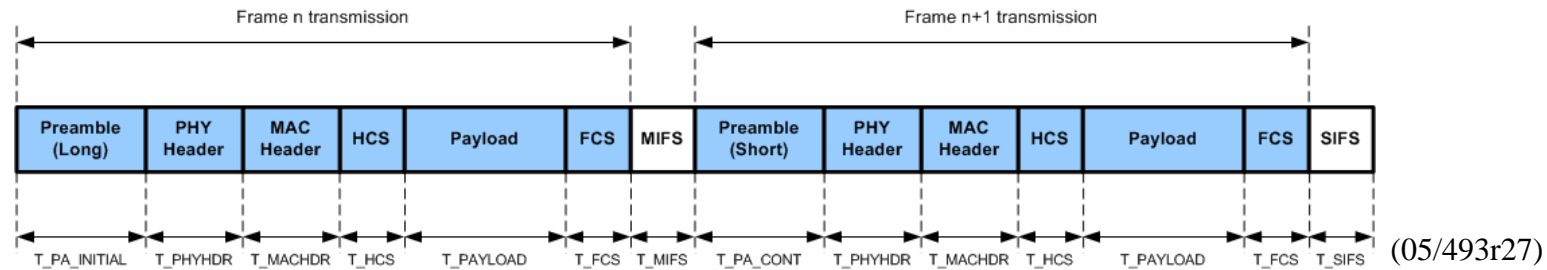 Frame n transmission
Frame n+1 transmission
Preamble (Long)
PHY Header
MAC Header
HCS
Payload
FCS
MIFS
Preamble (Short)
PHY Header
MAC Header
HCS
Payload
FCS
SIFS
T_PA_INITIAL
T_PHYHDR
T_MACHDR
T_HCS
T_PAYLOAD
T_FCS
T_MIFS
T_PA_CONT
T_PHYHDR
T_MACHDR
T_HCS
T_PAYLOAD
T_FCS
T_SIFS
(05/493r27)